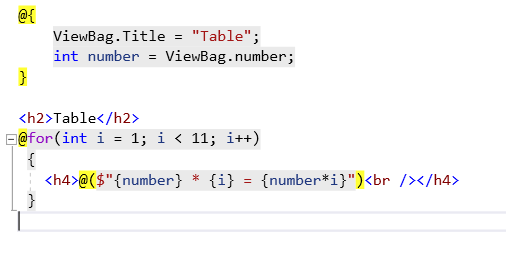 @{
ViewBag.Title = "Table";
int number = ViewBag.number;
}
<h2>Table</h2>
@for(int i = 1; i < 11; i++)
{
<h4>@($"{number} * {i} = {number*i}")<br /></h4>
}